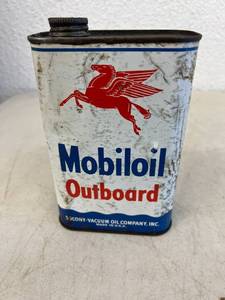 Mobiloil
Outboard
SOCONY-VACUUM OIL COMPANY, INC.
MADE IN U.S.A.